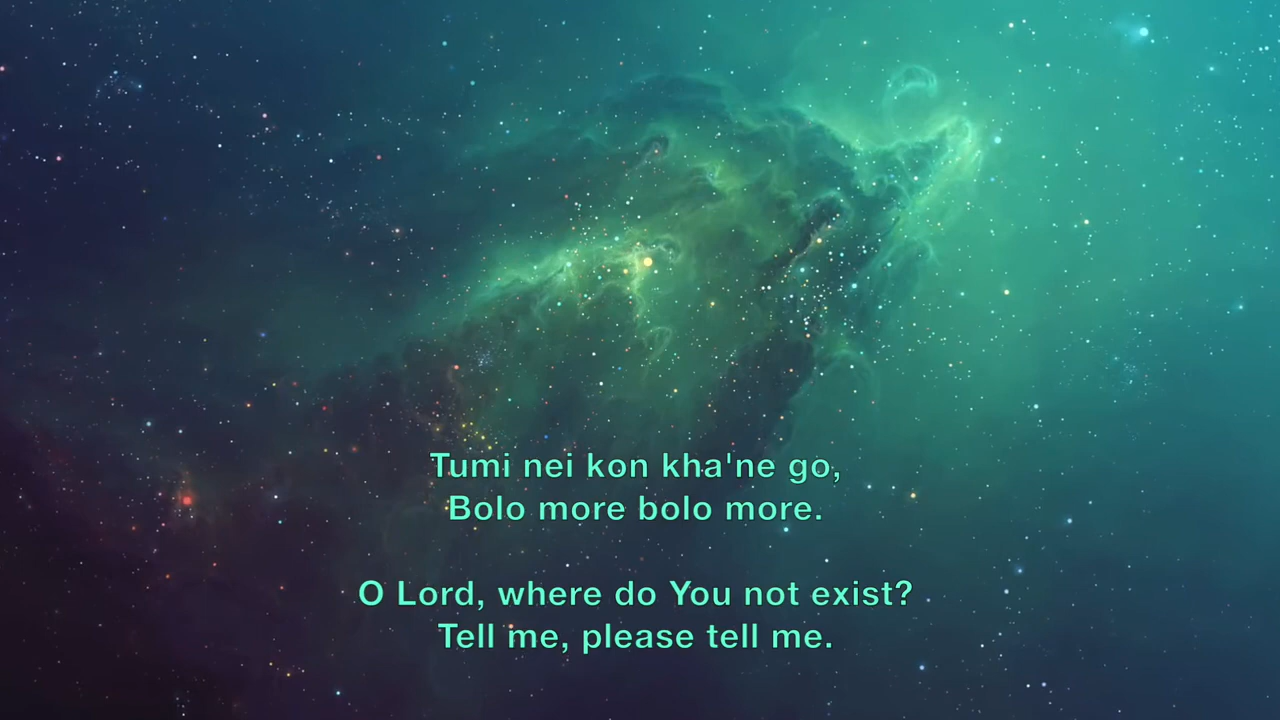 Tumi nei kon kha'ne go,
Bolo more bolo more.
O Lord, where do You not exist?
Tell me, please tell me.